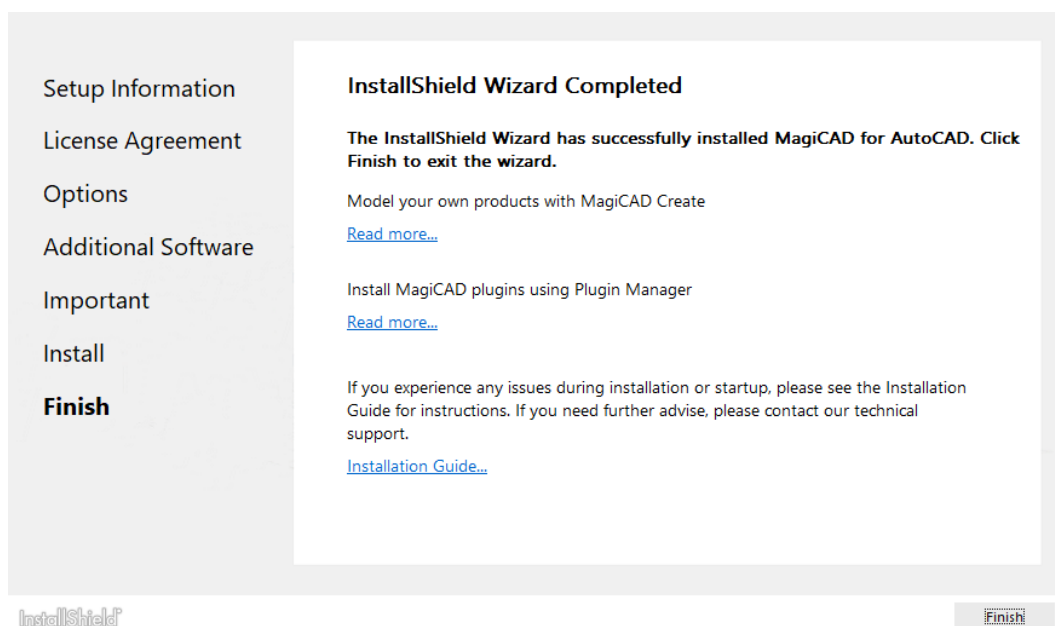 Setup Information
License Agreement
Options
Additional Software
Important
Install
Finish
InstallShield Wizard Completed
The InstallShield Wizard has successfully installed MagiCAD for AutoCAD. Click
Finish to exit the wizard.
Model your own products with MagiCAD Create
Read more...
Install MagiCAD plugins using Plugin Manager
Read more...
If you experience any issues during installation or startup, please see the Installation
Guide for instructions. If you need further advise, please contact our technical
support.
Installation Guide...
InstallShield
Finish